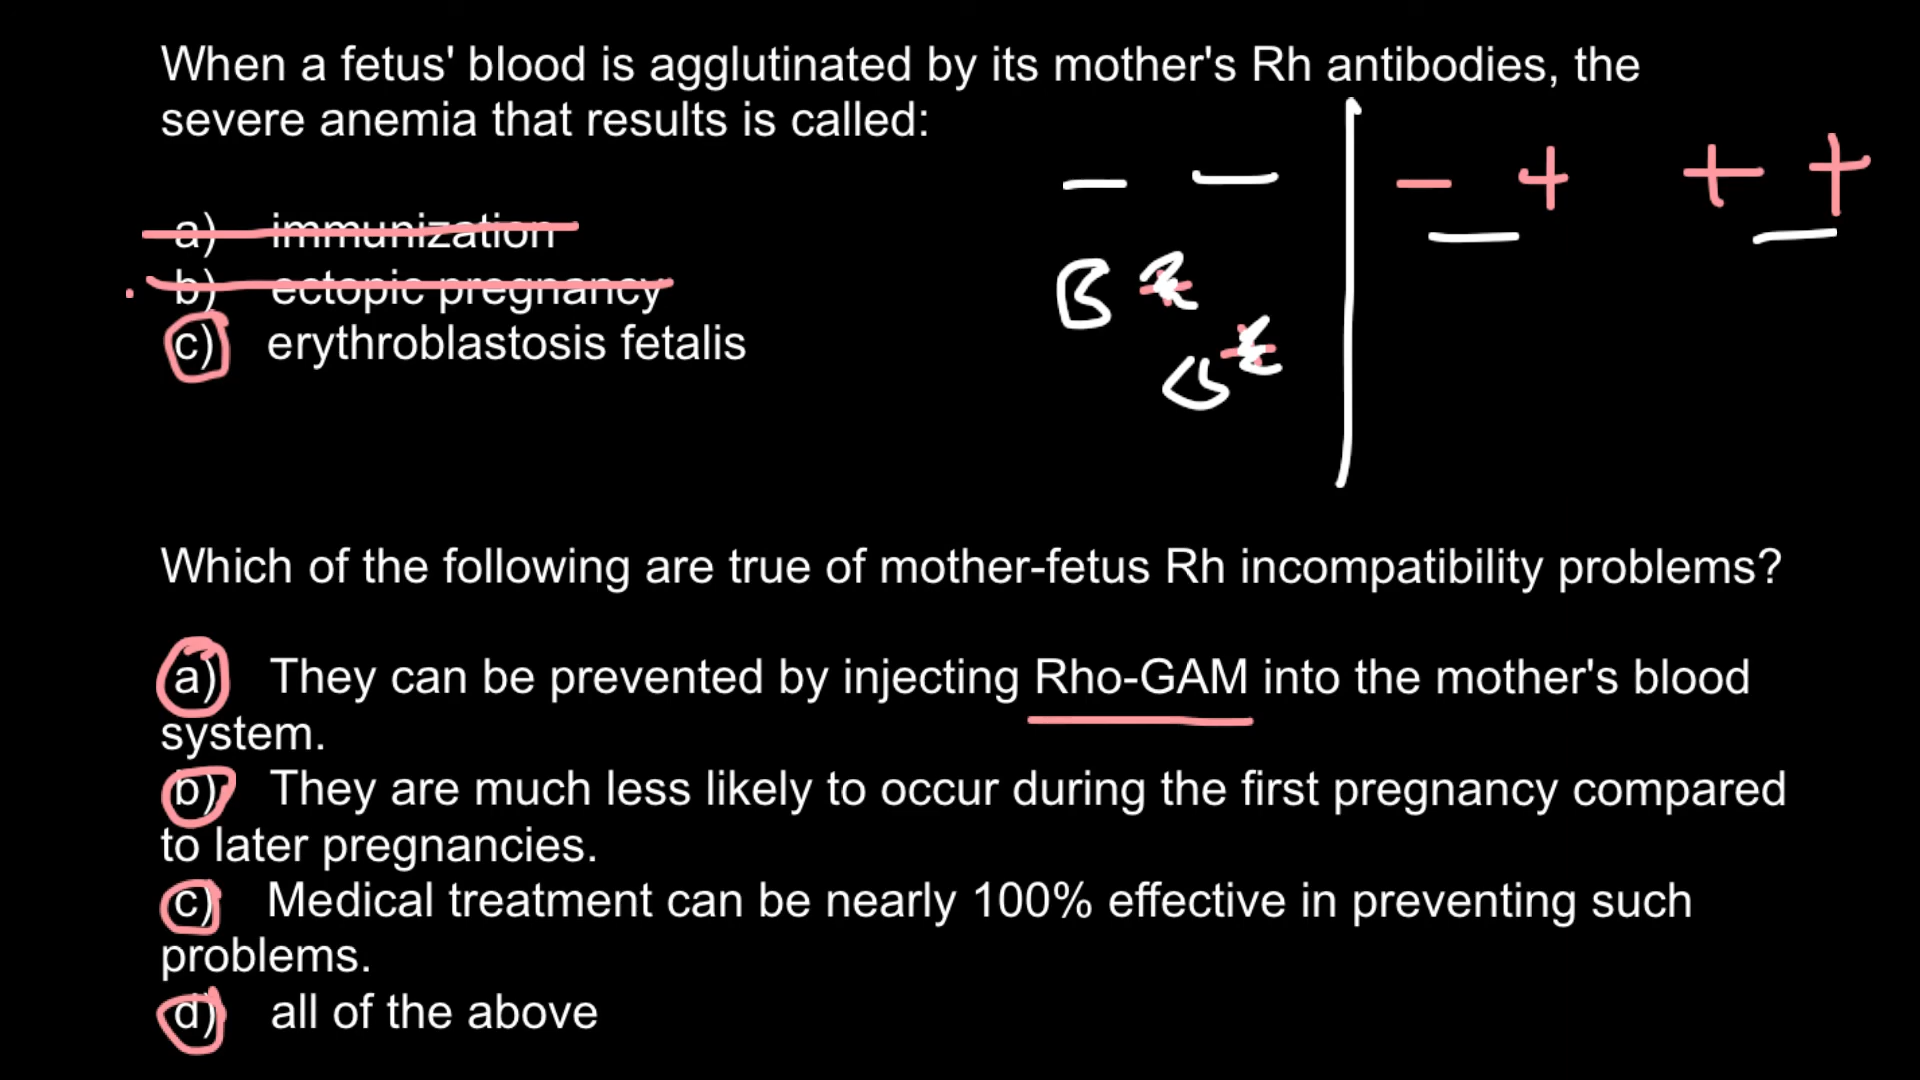 When a fetus' blood is agglutinated by its mother's Rh antibodies, the
severe anemia that results is called:
− − − + + +
a) immunization
b) ectopic pregnancy
c) erythroblastosis fetalis
B
Which of the following are true of mother-fetus Rh incompatibility problems?
a) They can be prevented by injecting Rho-GAM into the mother's blood
system.
b) They are much less likely to occur during the first pregnancy compared
to later pregnancies.
c) Medical treatment can be nearly 100% effective in preventing such
problems.
d) all of the above